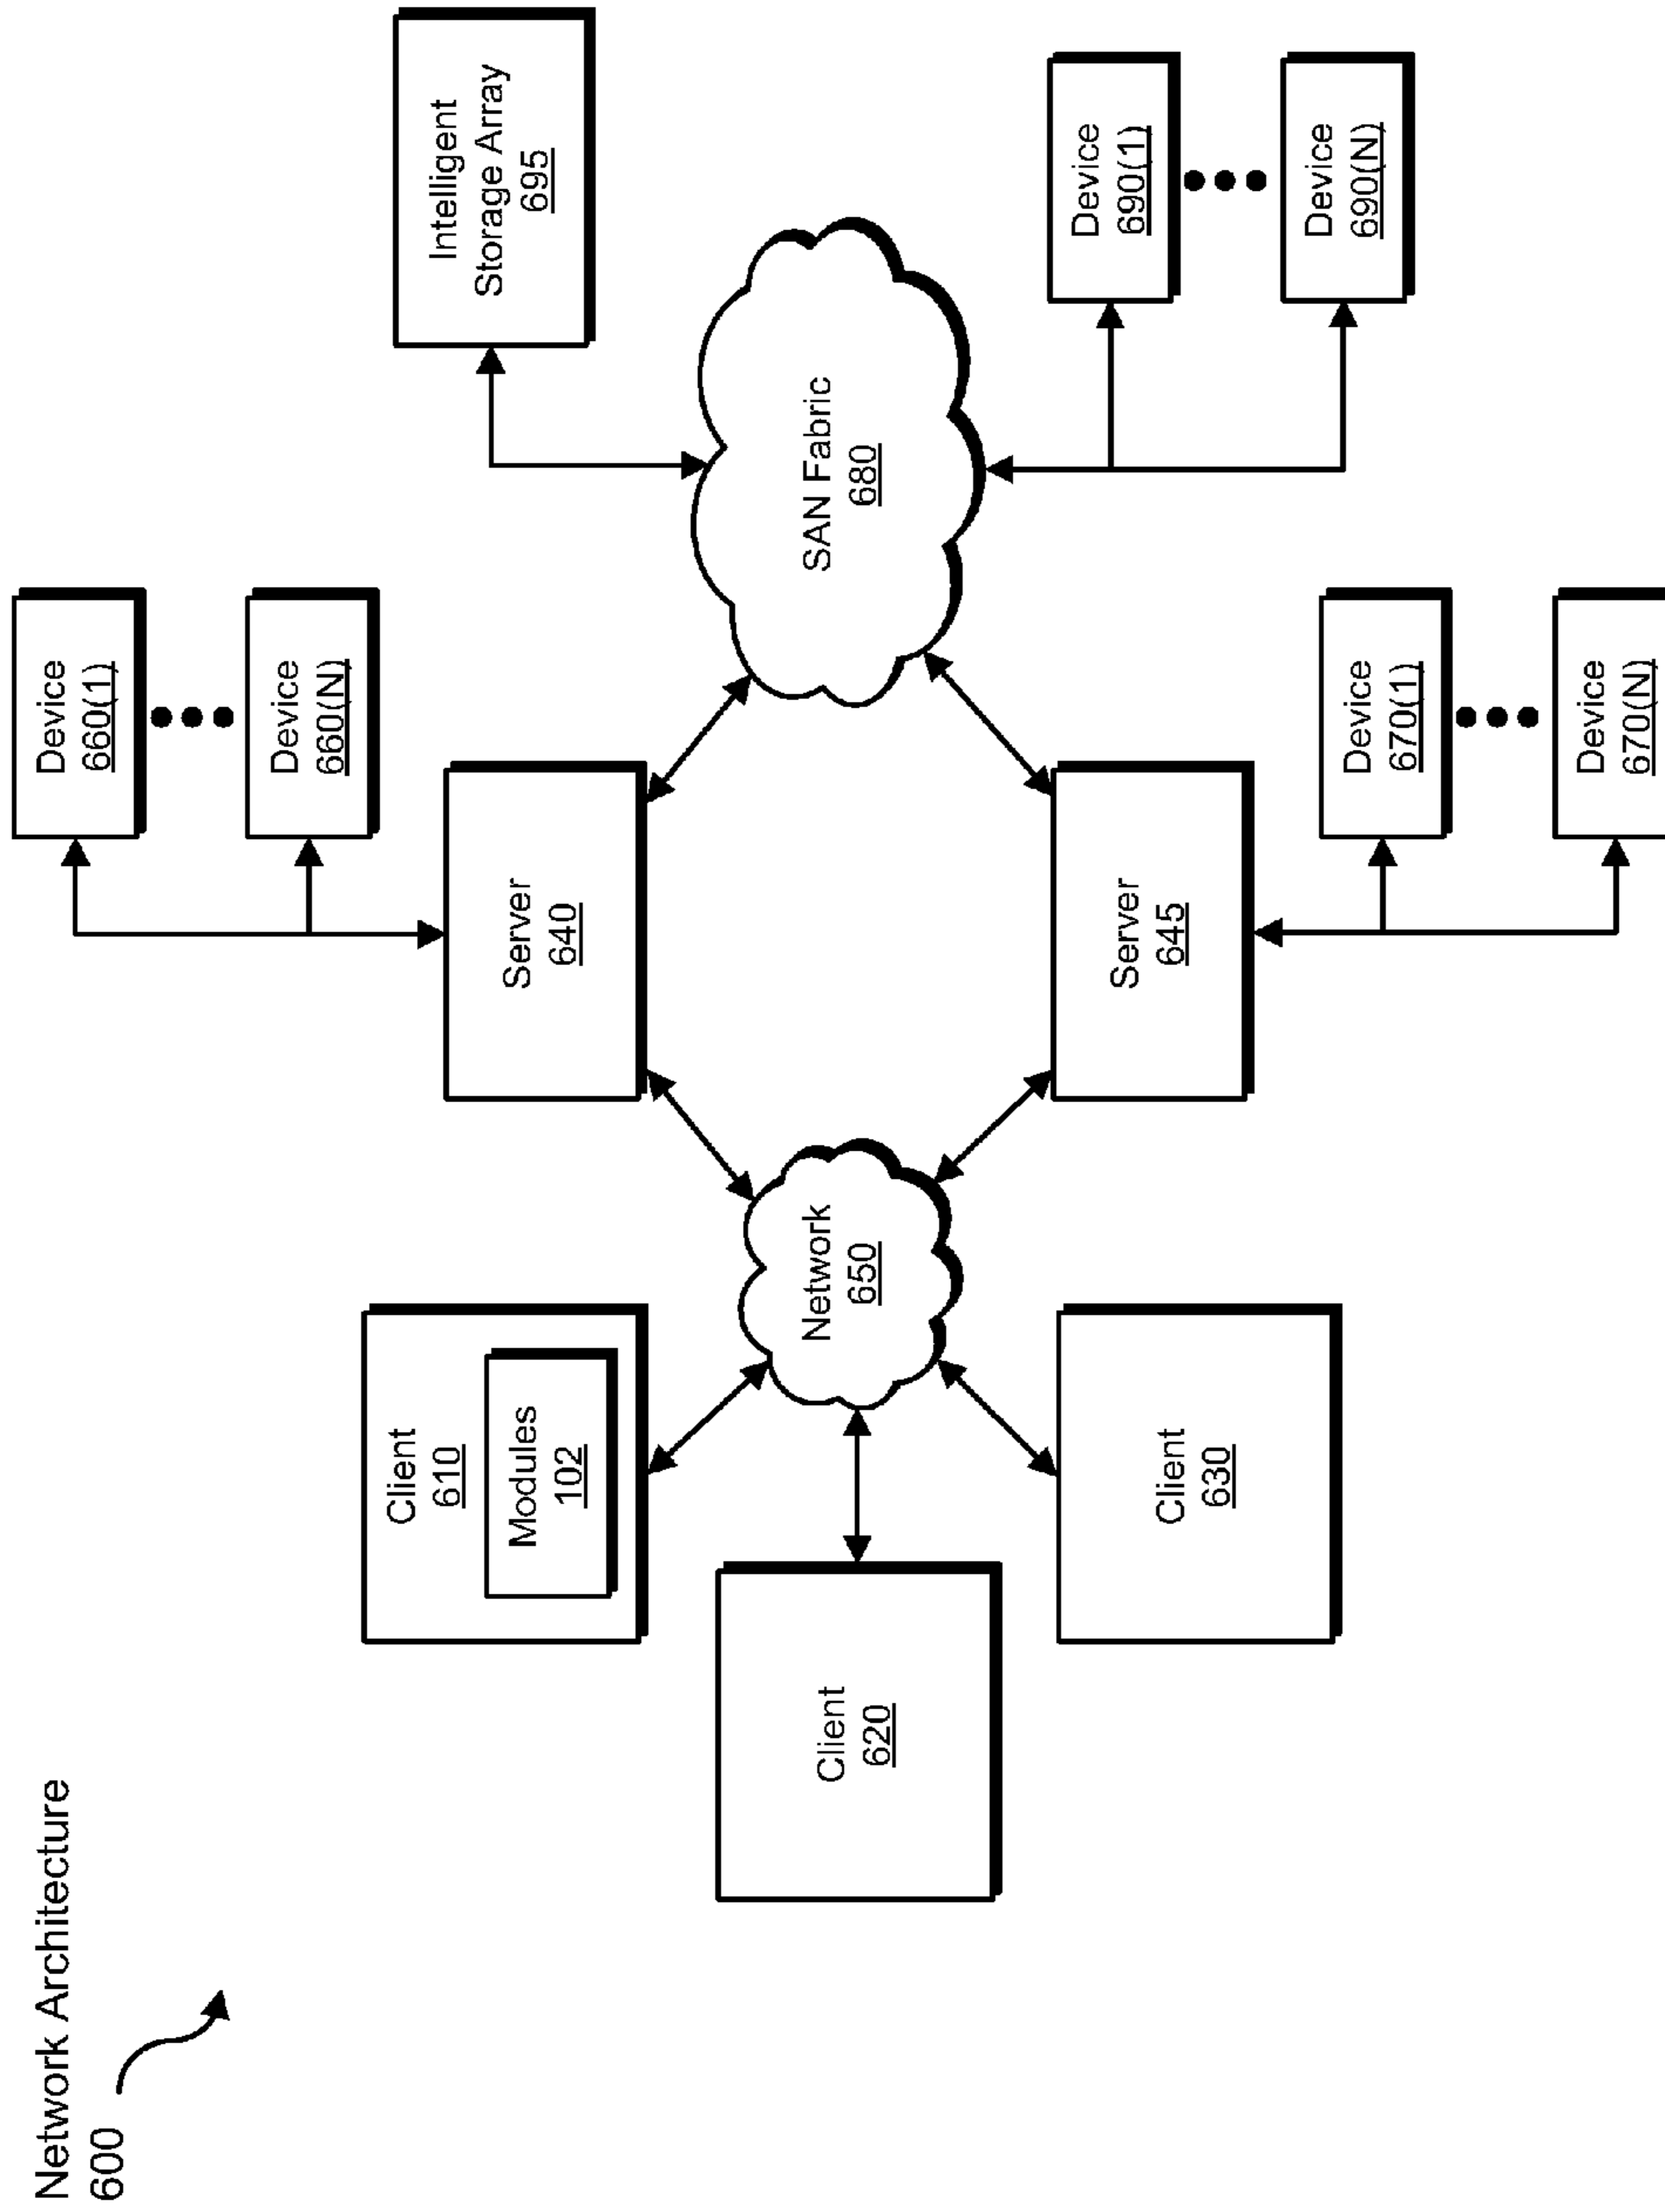 Network Architecture
600
Device
660(1)
Device
660(N)
Intelligent
Storage Array
695
Client
610
Modules
102
Server
640
Client
620
Network
650
SAN Fabric
680
Client
630
Server
645
Device
690(1)
Device
690(N)
Device
670(1)
Device
670(N)